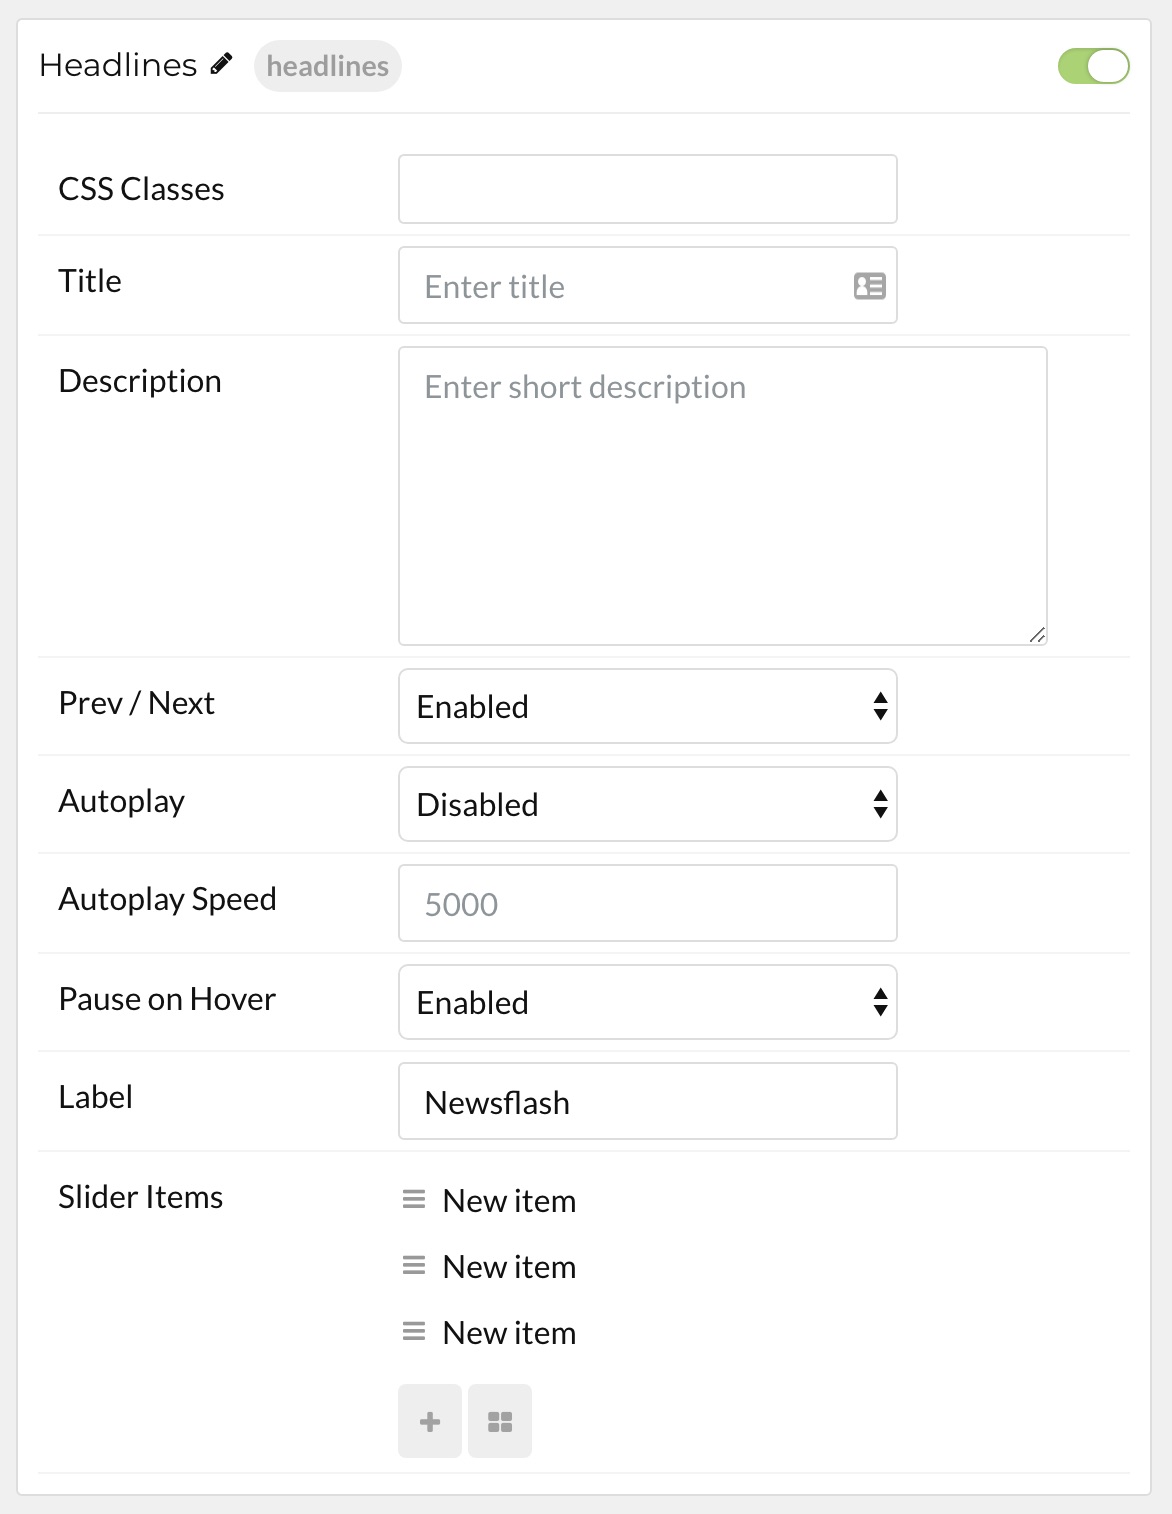 Headlines headlines
CSS Classes
Title Enter title
Description Enter short description
Prev / Next Enabled
Autoplay Disabled
Autoplay Speed 5000
Pause on Hover Enabled
Label Newsflash
Slider Items New item
New item
New item